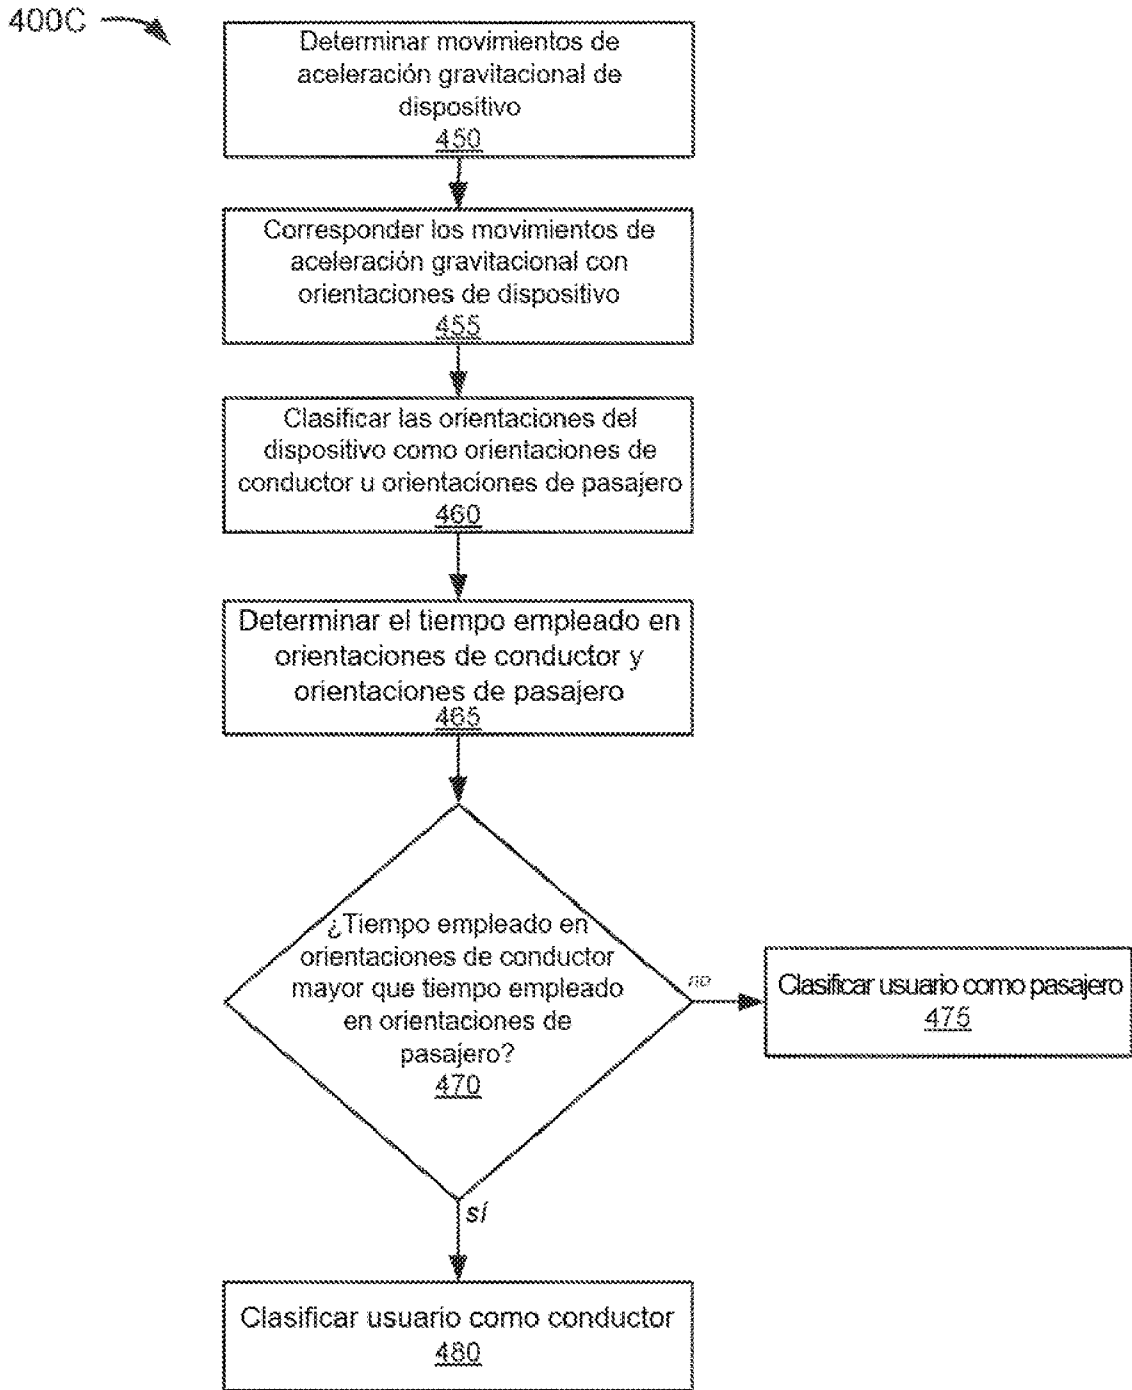 400C
Determinar movimientos de
aceleración gravitacional de
dispositivo
450
Corresponder los movimientos de
aceleración gravitacional con
orientaciones de dispositivo
455
Clasificar las orientaciones del
dispositivo como orientaciones de
conductor u orientaciones de pasajero
460
Determinar el tiempo empleado en
orientaciones de conductor y
orientaciones de pasajero
465
¿Tiempo empleado en
orientaciones de conductor
mayor que tiempo empleado
en orientaciones de
pasajero?
470
no
Clasificar usuario como pasajero
475
sí
Clasificar usuario como conductor
480